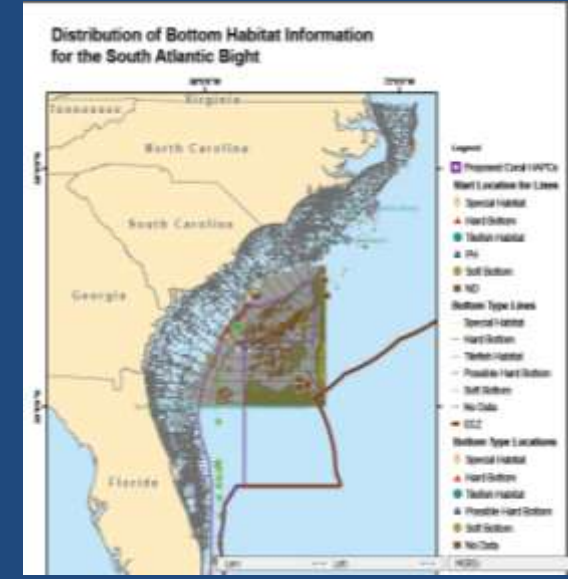 Distribution of Bottom Habitat Information
for the South Atlantic Bight
Virginia
Tennessee
North Carolina
South Carolina
Georgia
Florida
Legend
Proposed Coral HAPCs
Start Location for Lines
Special Habitat
Hard Bottom
Tilefish Habitat
PH
Soft Bottom
ND
Bottom Type Lines
Special Habitat
Hard Bottom
Tilefish Habitat
Possible Hard Bottom
Soft Bottom
No Data
EEZ
Bottom Type Locations
Special Habitat
Hard Bottom
Tilefish Habitat
Possible Hard Bottom
Soft Bottom
No Data